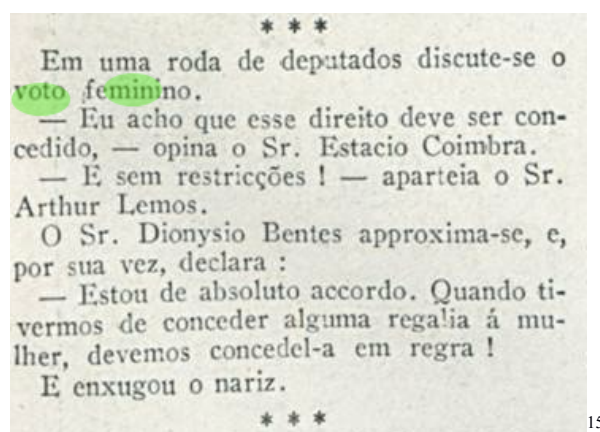 * * *
Em uma roda de deputados discute-se o
voto feminino.
— Eu acho que esse direito deve ser con-
cedido, — opina o Sr. Estacio Coimbra.
— E sem restricções ! — aparteia o Sr.
Arthur Lemos.
O Sr. Dionysio Bentes approxima-se, e,
por sua vez, declara :
— Estou de absoluto accordo. Quando ti-
vermos de conceder alguma regalia á mu-
lher, devemos concedel-a em regra !
E enxugou o nariz.
* * *
15